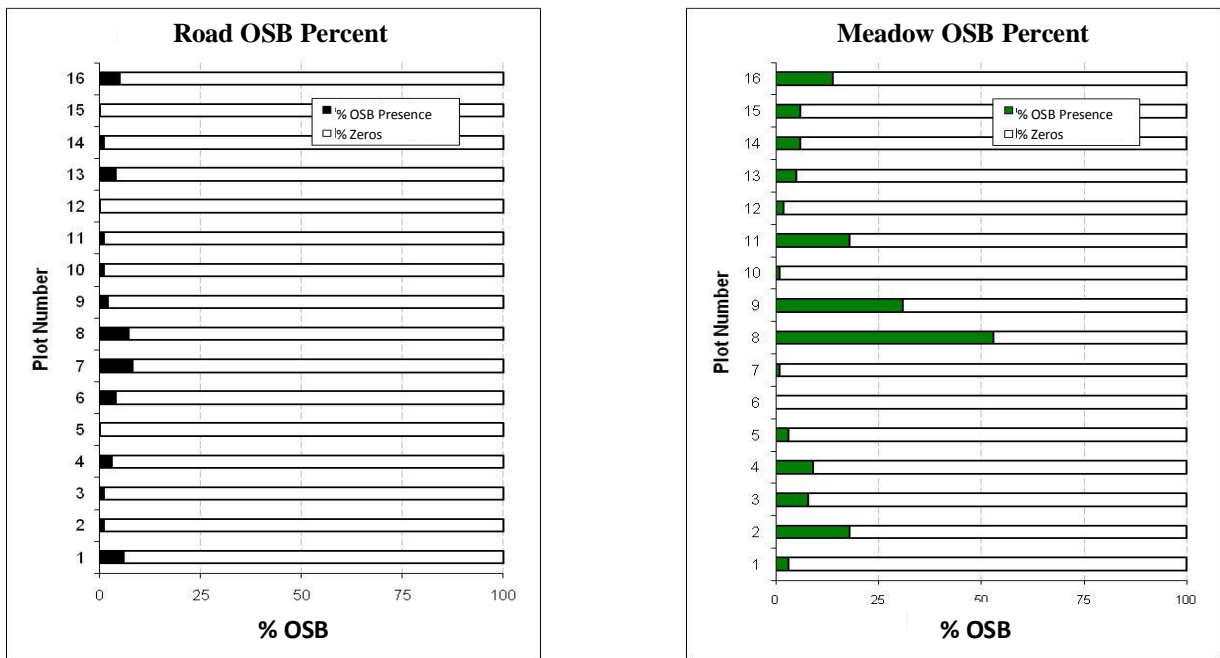 Road OSB Percent
16
15
14
13
12
11
10
9
8
7
6
5
4
3
2
1
Plot Number
% OSB Presence
% Zeros
0 25 50 75 100
% OSB
Meadow OSB Percent
16
15
14
13
12
11
10
9
8
7
6
5
4
3
2
1
Plot Number
% OSB Presence
% Zeros
0 25 50 75 100
% OSB